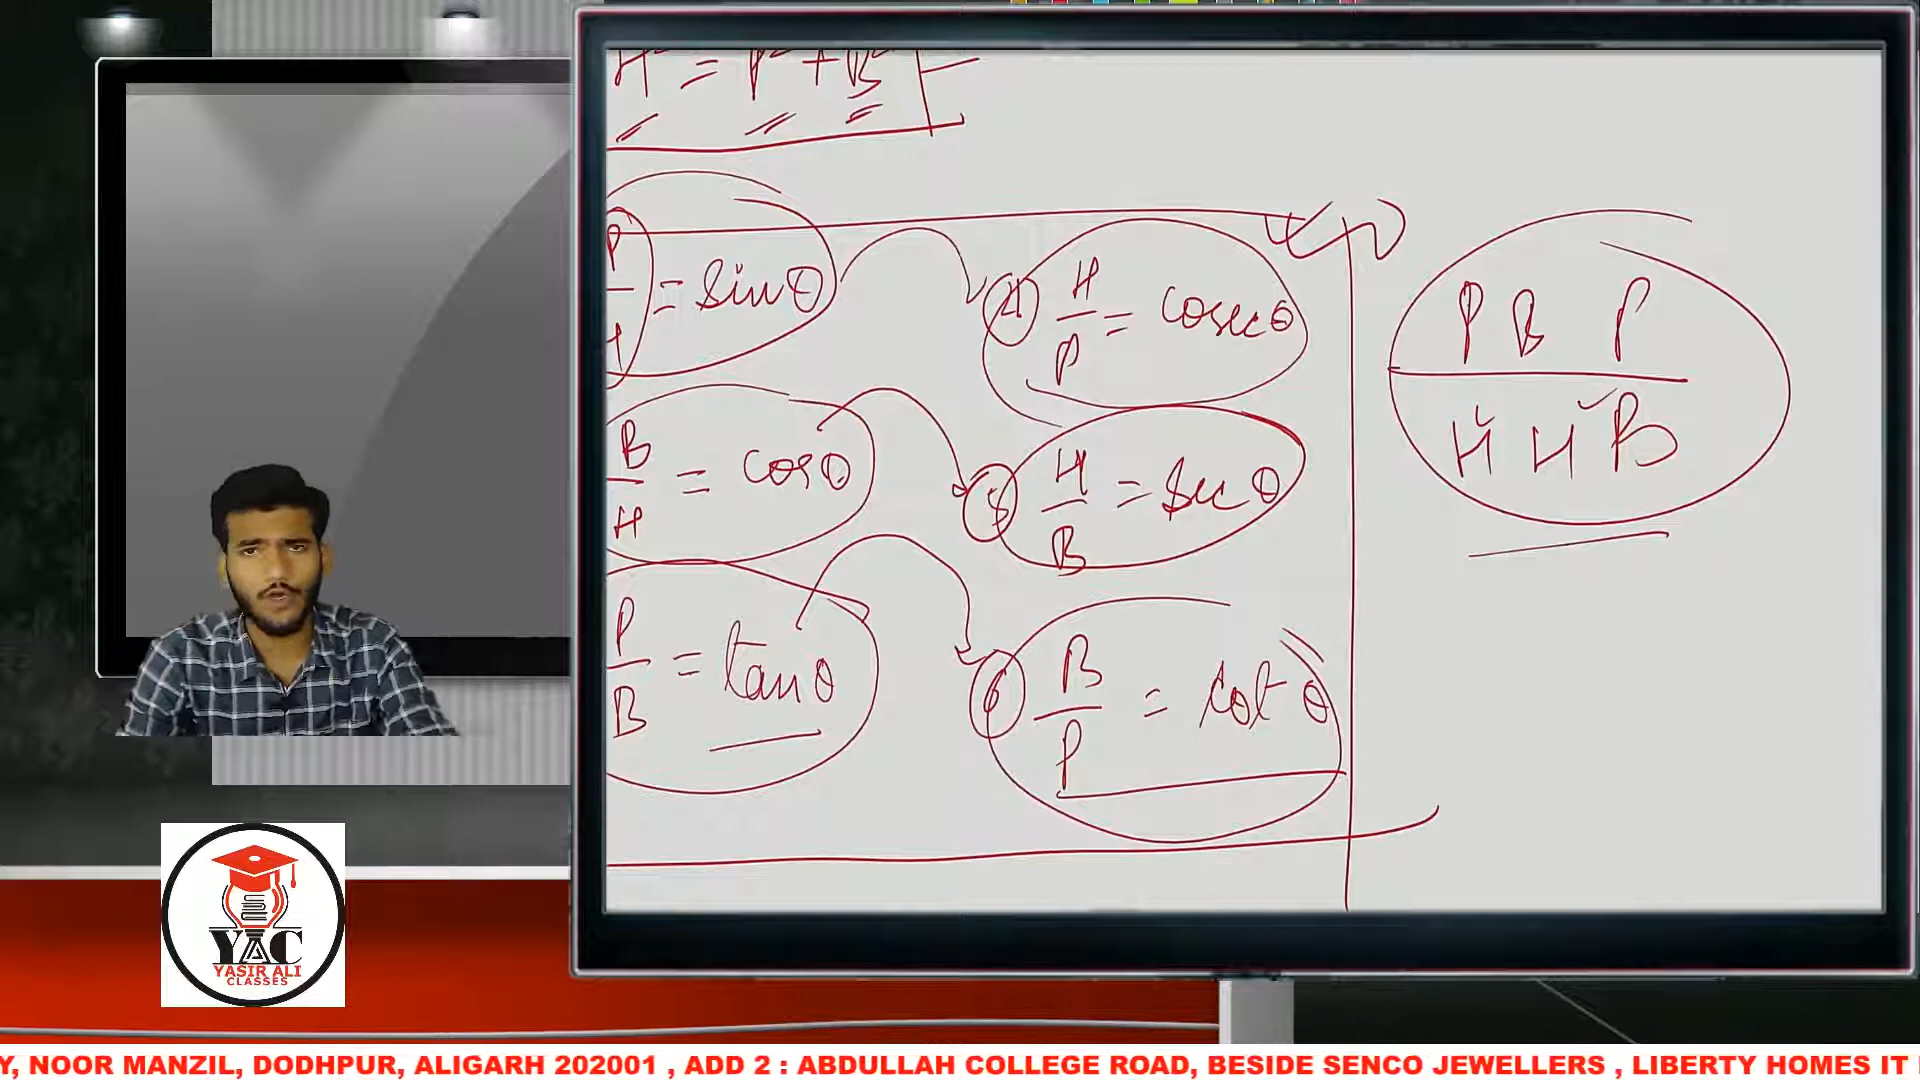 H² = P² + B²
P/H = sinθ
4 H/P = cosecθ
B/H = cosθ
5 H/B = secθ
P/B = tanθ
6 B/P = cotθ
P B P
H H B
YAC
YASIR ALI
CLASSES
Y, NOOR MANZIL, DODHPUR, ALIGARH 202001 , ADD 2 : ABDULLAH COLLEGE ROAD, BESIDE SENCO JEWELLERS , LIBERTY HOMES IT